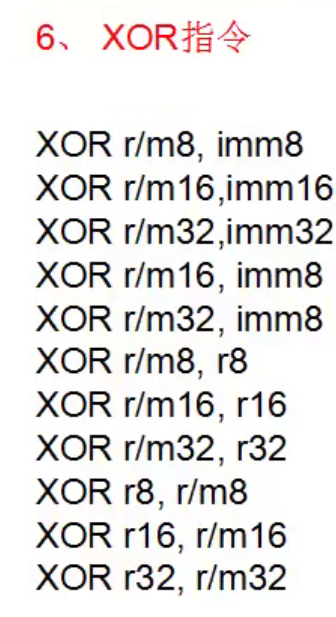 6、 XOR指令
XOR r/m8, imm8
XOR r/m16,imm16
XOR r/m32,imm32
XOR r/m16, imm8
XOR r/m32, imm8
XOR r/m8, r8
XOR r/m16, r16
XOR r/m32, r32
XOR r8, r/m8
XOR r16, r/m16
XOR r32, r/m32